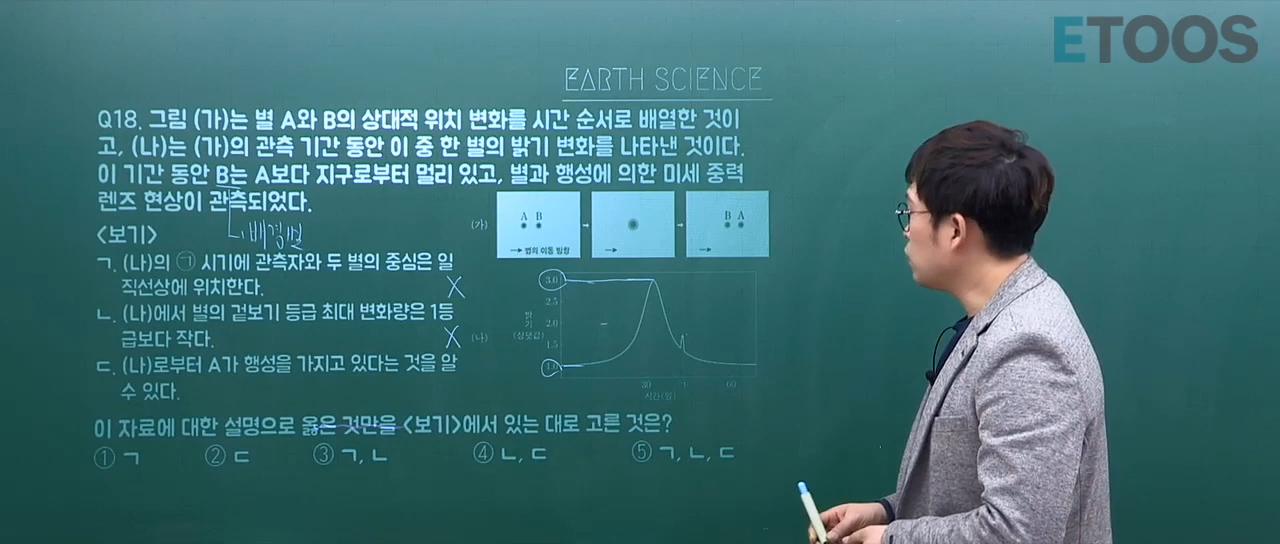 ETOOS
EARTH SCIENCE
Q18. 그림 (가)는 별 A와 B의 상대적 위치 변화를 시간 순서로 배열한 것이
고, (나)는 (가)의 관측 기간 동안 이 중 한 별의 밝기 변화를 나타낸 것이다.
이 기간 동안 B는 A보다 지구로부터 멀리 있고, 별과 행성에 의한 미세 중력
렌즈 현상이 관측되었다.
배경별
<보기>
ㄱ. (나)의 ㉠ 시기에 관측자와 두 별의 중심은 일
직선상에 위치한다.
X
ㄴ. (나)에서 별의 겉보기 등급 최대 변화량은 1등
급보다 작다.
X
ㄷ. (나)로부터 A가 행성을 가지고 있다는 것을 알
수 있다.
(가)
A B
B A
별의 이동 방향
(나)
밝기
(상댓값)
3.0
2.5
2.0
1.5
1.0
30
60
시간(일)
이 자료에 대한 설명으로 옳은 것만을 <보기>에서 있는 대로 고른 것은?
① ㄱ ② ㄷ ③ ㄱ, ㄴ ④ ㄴ, ㄷ ⑤ ㄱ, ㄴ, ㄷ